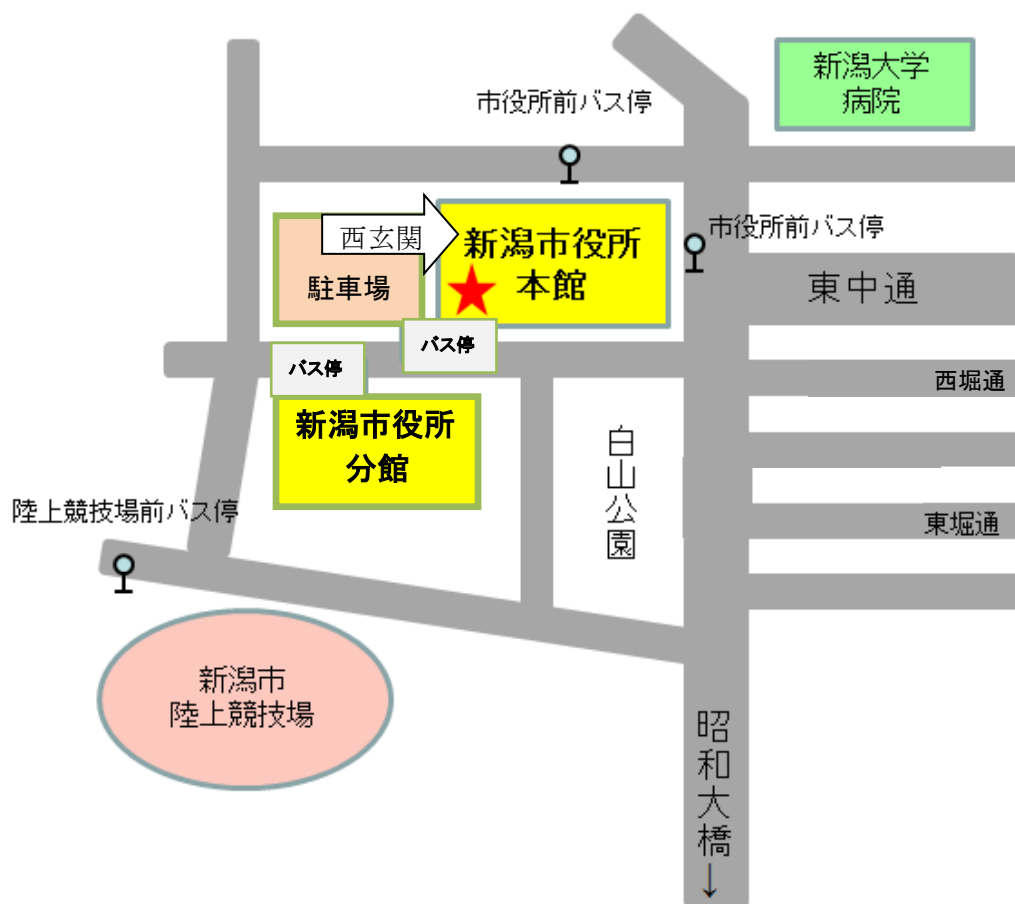 新潟大学
病院
市役所前バス停
市役所前バス停
西玄関
新潟市役所
本館
駐車場
東中通
バス停
バス停
西堀通
新潟市役所
分館
白山公園
陸上競技場前バス停
東堀通
新潟市
陸上競技場
昭和大橋
↓